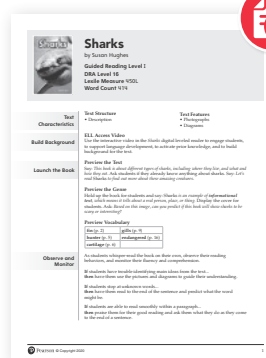 Sharks
Sharks
by Susan Hughes
Guided Reading Level I
DRA Level 16
Lexile Measure 450L
Word Count 414
Text Characteristics
Text Structure
• Description
Text Features
• Photographs
• Diagrams
Build Background
ELL Access Video
Use the interactive video in the Sharks digital leveled reader to engage students,
to support language development, to activate prior knowledge, and to build
background for the text.
Launch the Book
Preview the Text
Say: This book is about different types of sharks, including where they live, and what and
how they eat. Ask students if they already know anything about sharks. Say: Let's
read Sharks to find out more about these amazing creatures.
Preview the Genre
Hold up the book for students and say: Sharks is an example of informational
text, which means it tells about a real person, place, or thing. Display the cover for
students. Ask: Based on this image, can you predict if this book will show sharks to be
scary or interesting?
Preview Vocabulary
fin (p. 2)
gills (p. 9)
hunter (p. 5)
endangered (p. 16)
cartilage (p. 6)
Observe and Monitor
As students whisper-read the book on their own, observe their reading
behaviors, and monitor their fluency and comprehension.
If students have trouble identifying main ideas from the text...
then have them use the pictures and diagrams to guide their understanding.
If students stop at unknown words...
then have them read to the end of the sentence and predict what the word
might be.
If students are able to read smoothly within a paragraph...
then praise them for their good reading and ask them what they do as they come
to the end of a sentence.
PEARSON
1